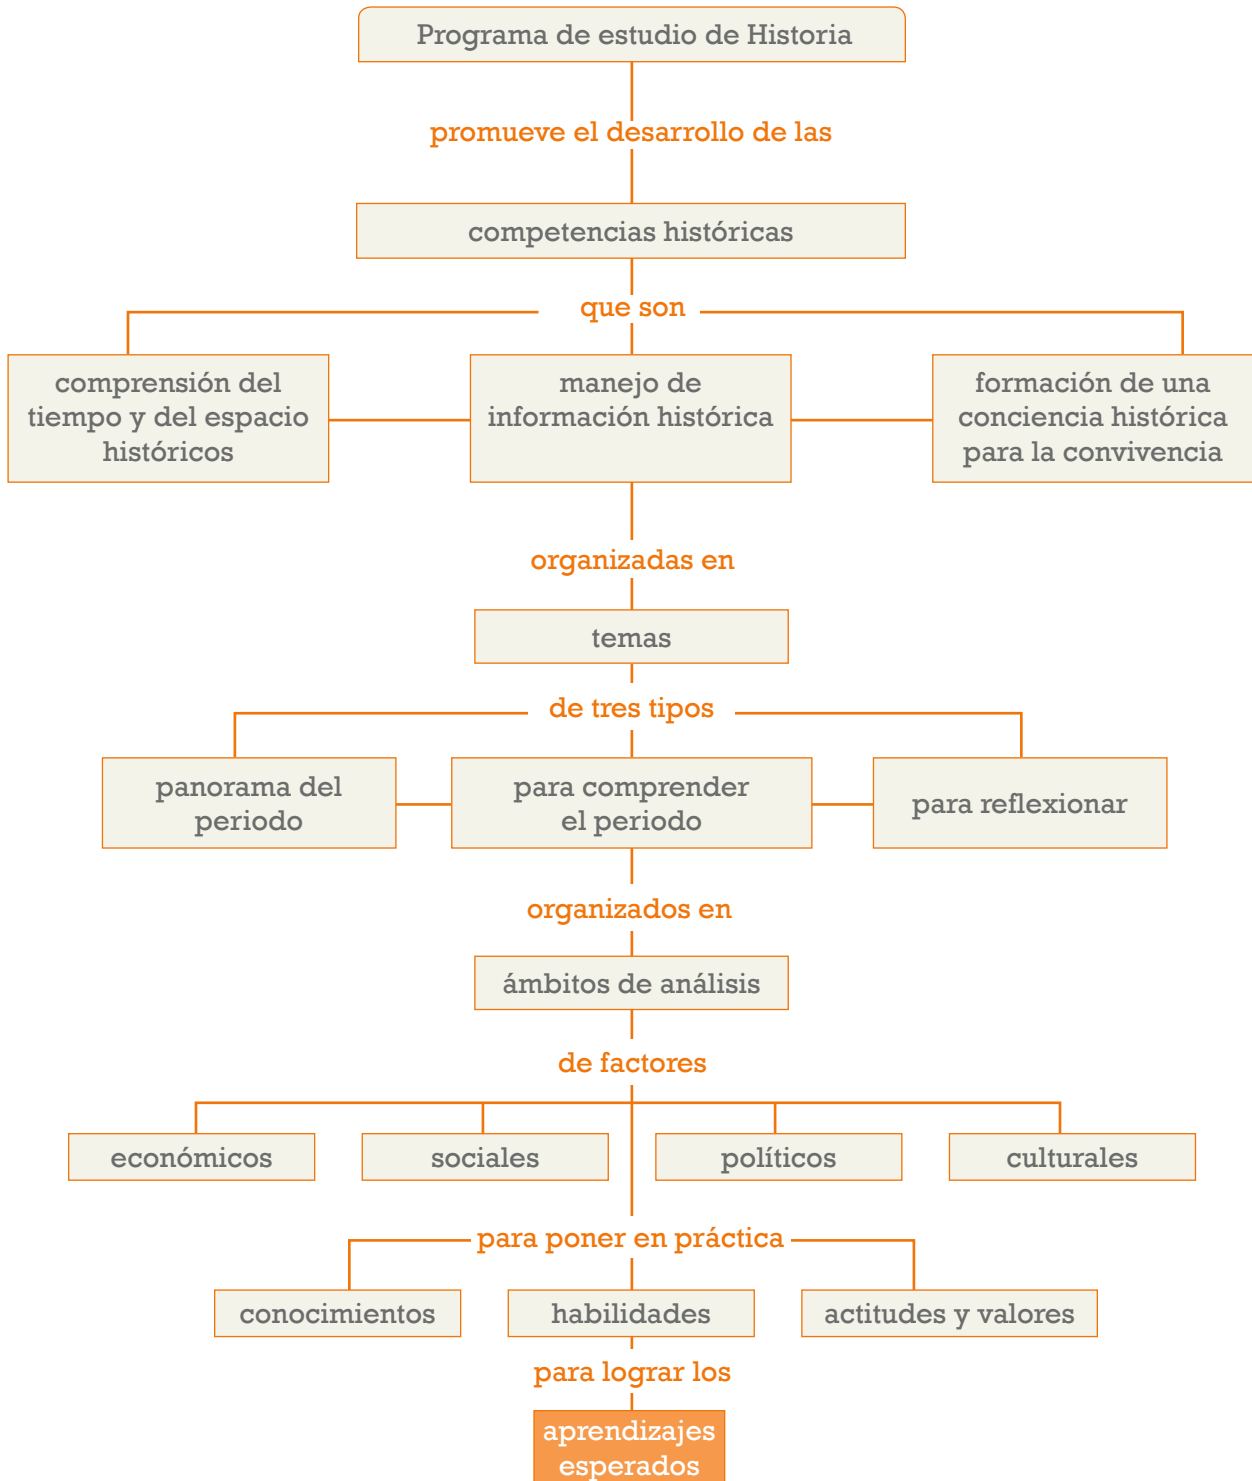 Programa de estudio de Historia
promueve el desarrollo de las
competencias históricas
que son
comprensión del
tiempo y del espacio
históricos
manejo de
información histórica
formación de una
conciencia histórica
para la convivencia
organizadas en
temas
de tres tipos
panorama del
periodo
para comprender
el periodo
para reflexionar
organizados en
ámbitos de análisis
de factores
económicos
sociales
políticos
culturales
para poner en práctica
conocimientos
habilidades
actitudes y valores
para lograr los
aprendizajes
esperados